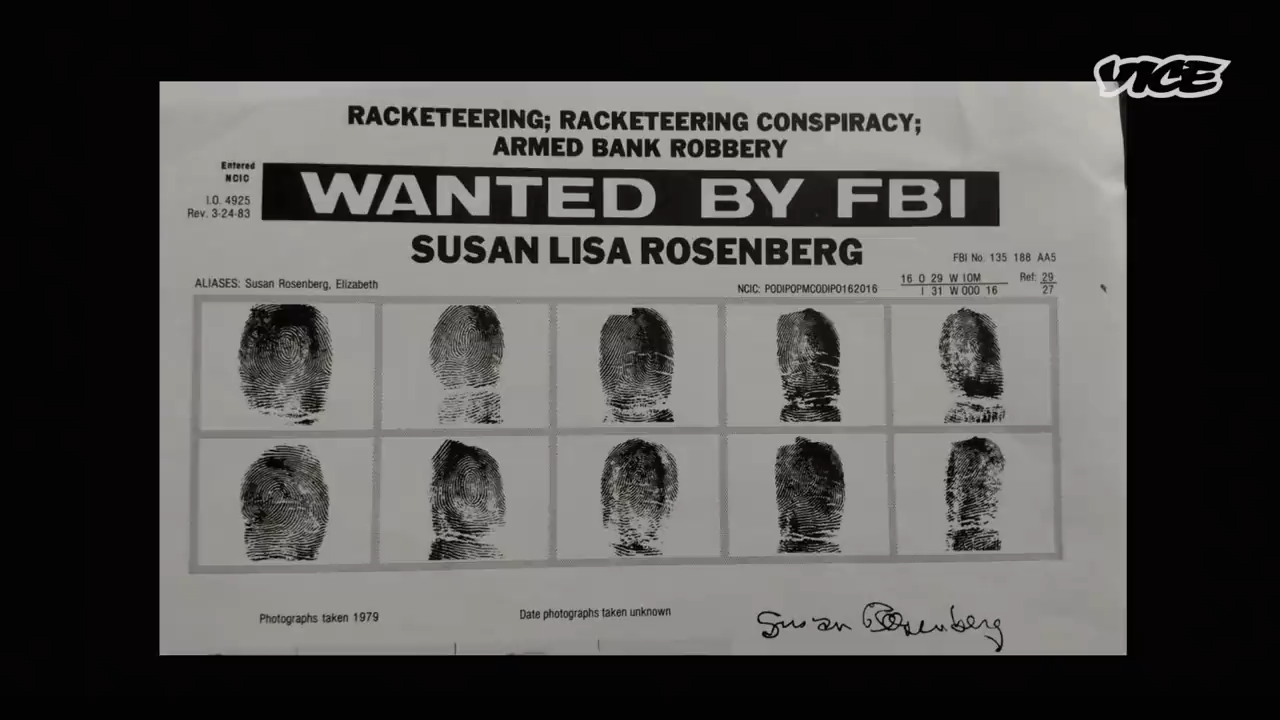 VICE
RACKETEERING; RACKETEERING CONSPIRACY;
ARMED BANK ROBBERY
Entered
NCIC
I.O. 4925
Rev. 3-24-83
WANTED BY FBI
SUSAN LISA ROSENBERG
FBI No. 135 188 AA5
ALIASES: Susan Rosenberg, Elizabeth
NCIC: PODIPOPMCODIPO162016
16 O 29 W IOM Ref: 29
I 31 W OOO 16 27
Photographs taken 1979
Date photographs taken unknown
Susan Rosenberg